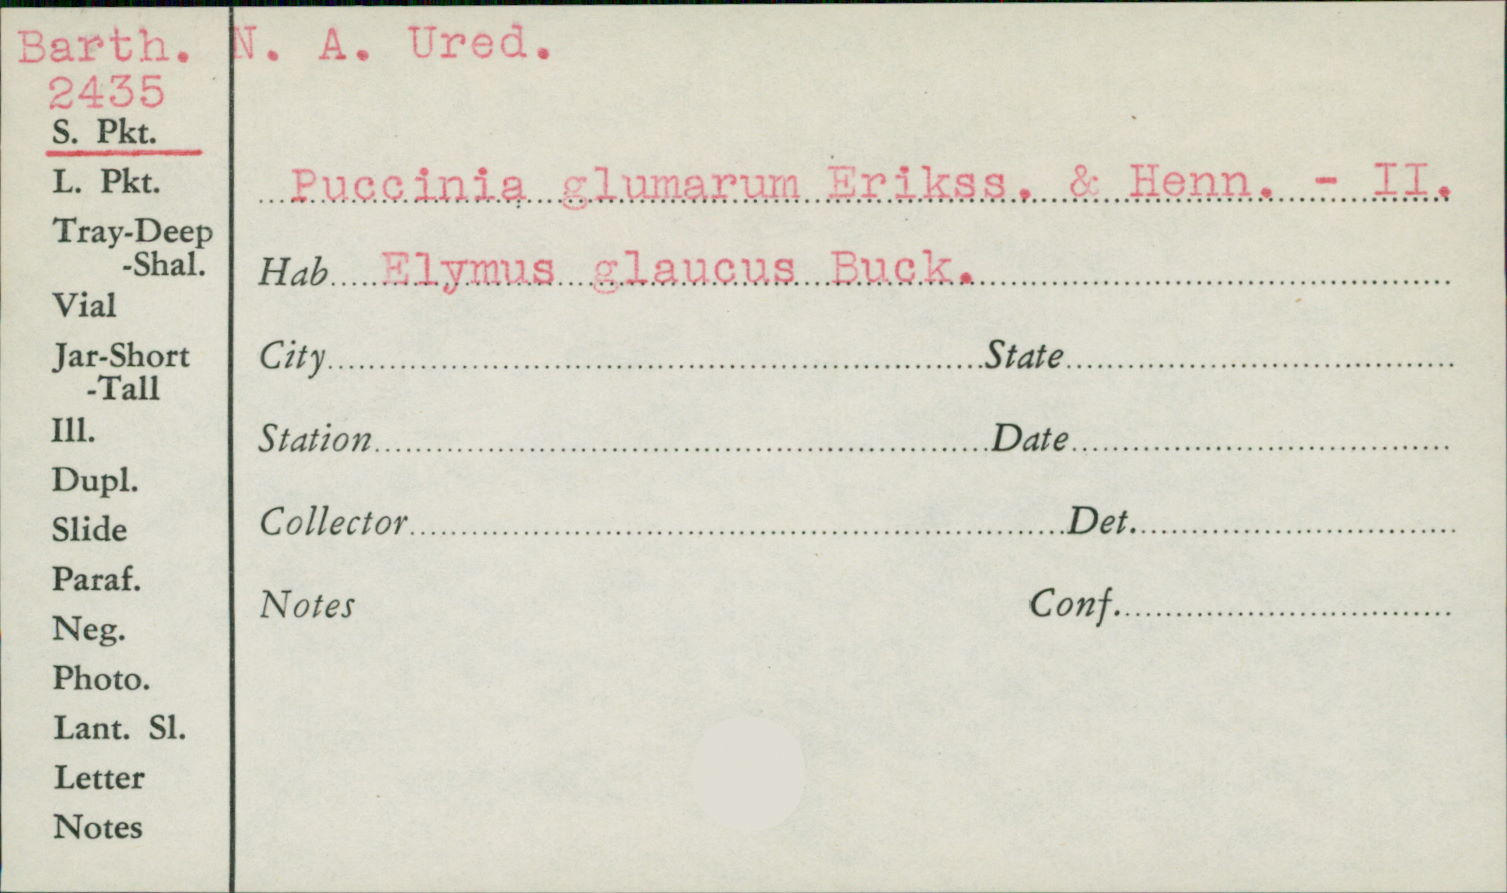 Barth. N. A. Ured.
2435
S. Pkt.
L. Pkt.
Tray-Deep
-Shal.
Vial
Jar-Short
-Tall
Ill.
Dupl.
Slide
Paraf.
Neg.
Photo.
Lant. Sl.
Letter
Notes
Puccinia glumarum Erikss. & Henn. - II.
Hab Elymus glaucus Buck.
City State
Station Date
Collector Det.
Notes Conf.